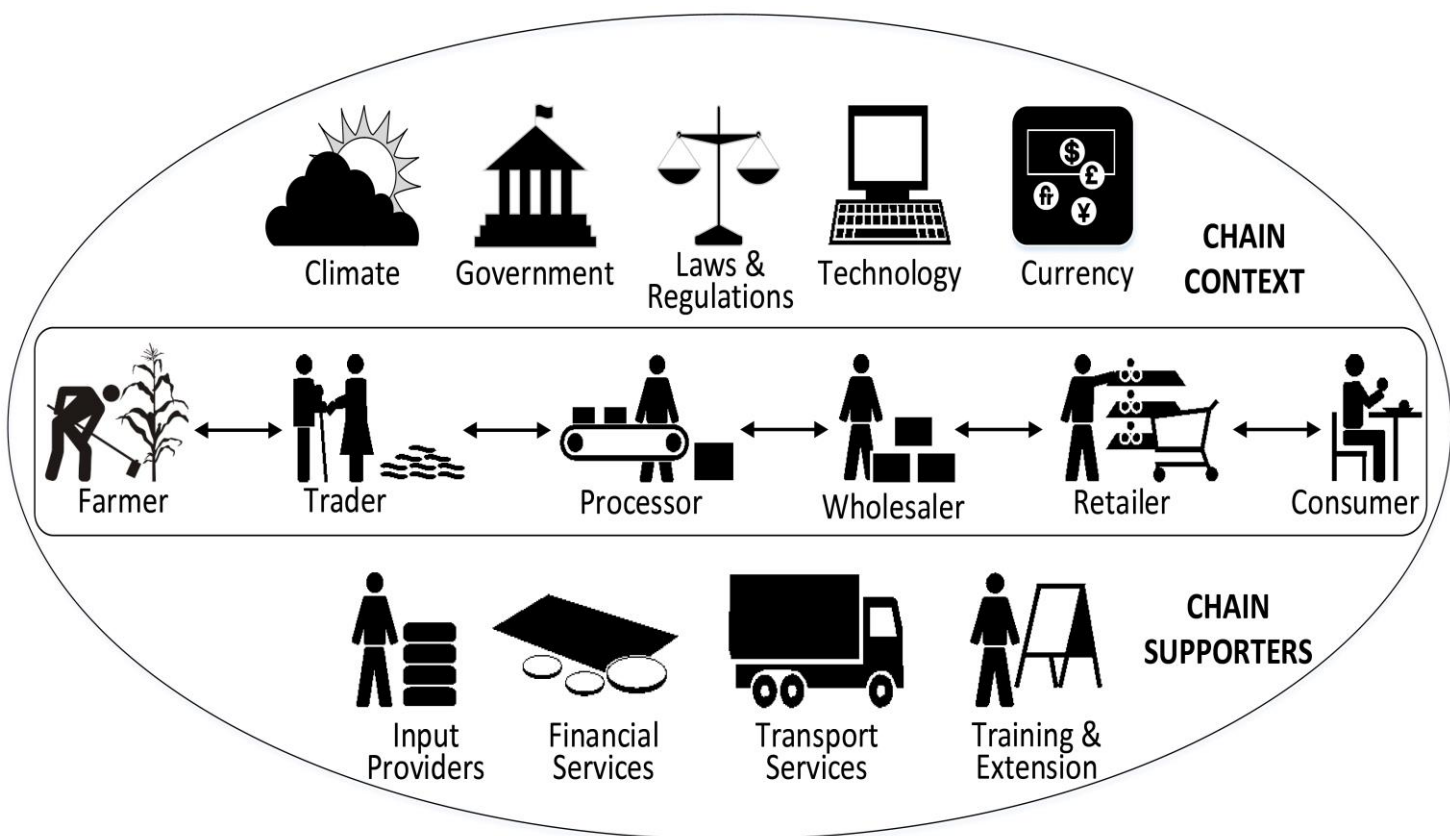 Climate
Government
Laws &
Regulations
Technology
Currency
$
£
fr
¥
CHAIN
CONTEXT
Farmer
Trader
Processor
Wholesaler
Retailer
Consumer
CHAIN
SUPPORTERS
Input
Providers
Financial
Services
Transport
Services
Training &
Extension